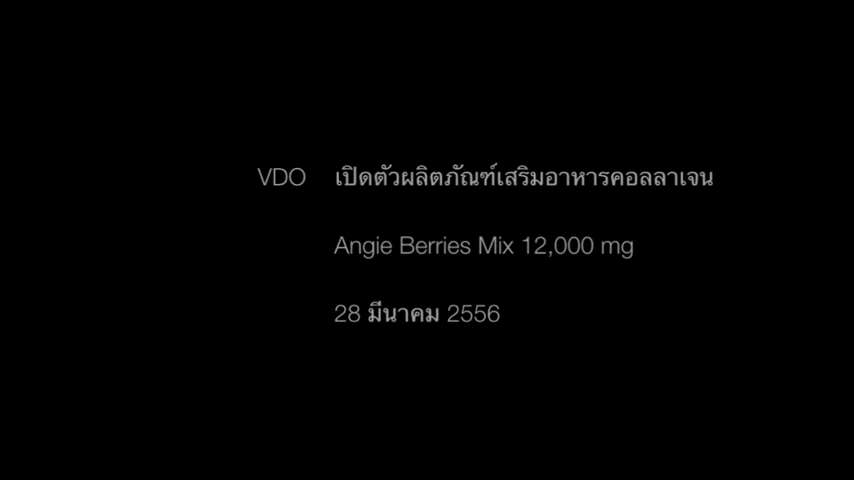 VDO เปิดตัวผลิตภัณฑ์เสริมอาหารคอลลาเจน
Angie Berries Mix 12,000 mg
28 มีนาคม 2556